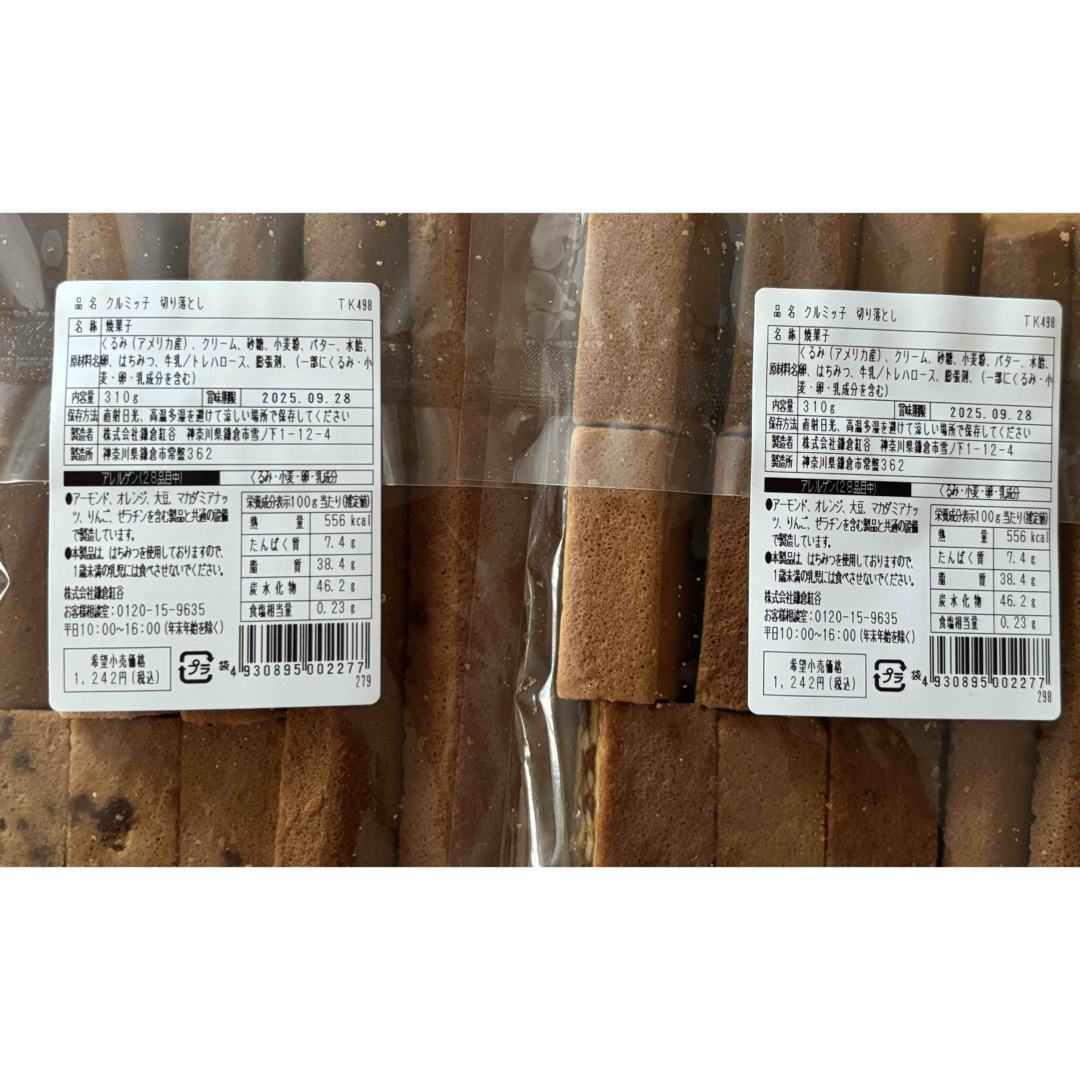 品 名 クルミッ子 切り落とし TK498
名 称 焼菓子
原材料名 くるみ(アメリカ産)、クリーム、砂糖、小麦粉、バター、水飴、
卵、はちみつ、牛乳/トレハロース、膨張剤、(一部にくるみ・小
麦・卵・乳成分を含む)
内容量 310g 賞味期限 2025.09.28
保存方法 直射日光、高温多湿を避けて涼しい場所で保存してください
製造者 株式会社鎌倉紅谷 神奈川県鎌倉市雪ノ下1-12-4
製造所 神奈川県鎌倉市常盤362
アレルゲン(28品目中) くるみ・小麦・卵・乳成分
●アーモンド、オレンジ、大豆、マカダミアナッ
ツ、りんご、ゼラチンを含む製品と共通の設備
で製造しています。
●本製品は、はちみつを使用しておりますので、
1歳未満の乳児には食べさせないでください。
株式会社鎌倉紅谷
お客様相談室:0120-15-9635
平日10:00~16:00(年末年始を除く)
栄養成分表示100g当たり(推定値)
熱 量 556 kcal
たんぱく質 7.4 g
脂 質 38.4 g
炭水化物 46.2 g
食塩相当量 0.23 g
希望小売価格
1,242円(税込)
プラ 袋
4 930895 002277
279
品 名 クルミッ子 切り落とし TK498
名 称 焼菓子
原材料名 くるみ(アメリカ産)、クリーム、砂糖、小麦粉、バター、水飴、
卵、はちみつ、牛乳/トレハロース、膨張剤、(一部にくるみ・小
麦・卵・乳成分を含む)
内容量 310g 賞味期限 2025.09.28
保存方法 直射日光、高温多湿を避けて涼しい場所で保存してください
製造者 株式会社鎌倉紅谷 神奈川県鎌倉市雪ノ下1-12-4
製造所 神奈川県鎌倉市常盤362
アレルゲン(28品目中) くるみ・小麦・卵・乳成分
●アーモンド、オレンジ、大豆、マカダミアナッ
ツ、りんご、ゼラチンを含む製品と共通の設備
で製造しています。
●本製品は、はちみつを使用しておりますので、
1歳未満の乳児には食べさせないでください。
株式会社鎌倉紅谷
お客様相談室:0120-15-9635
平日10:00~16:00(年末年始を除く)
栄養成分表示100g当たり(推定値)
熱 量 556 kcal
たんぱく質 7.4 g
脂 質 38.4 g
炭水化物 46.2 g
食塩相当量 0.23 g
希望小売価格
1,242円(税込)
プラ 袋
4 930895 002277
298